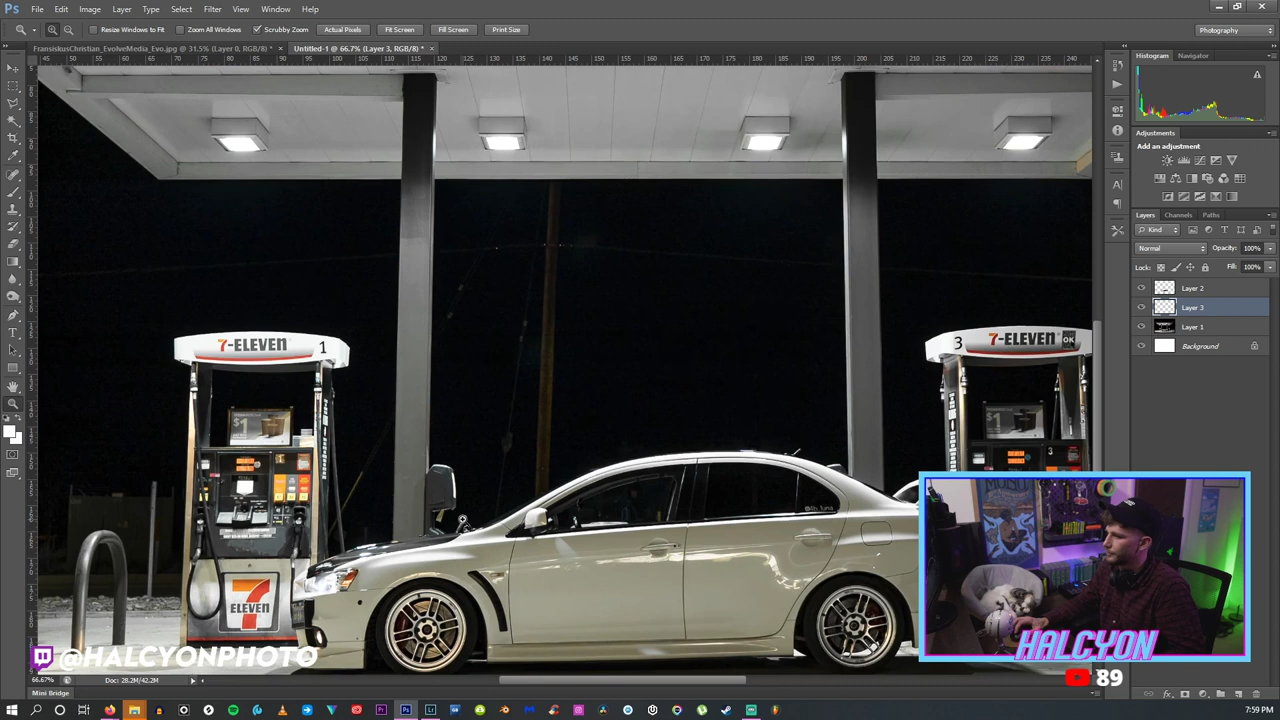 Ps File Edit Image Layer Type Select Filter View Window Help
Resize Windows to Fit Zoom All Windows Scrubby Zoom Actual Pixels Fit Screen Fill Screen Print Size Photography
FransiskusChristian_EvolveMedia_Evo.jpg @ 31.5% (Layer 0, RGB/8) * × Untitled-1 @ 66.7% (Layer 3, RGB/8) * ×
Histogram Navigator
Adjustments
Add an adjustment
Layers Channels Paths
Kind
Normal Opacity: 100%
Lock: Fill: 100%
Layer 2
Layer 3
Layer 1
Background
7-ELEVEN 1
3 7-ELEVEN OK
$1
7
ELEVEN
HALCYON
@HALCYONPHOTO
89
66.67% Doc: 28.2M/42.2M
Mini Bridge
7:59 PM